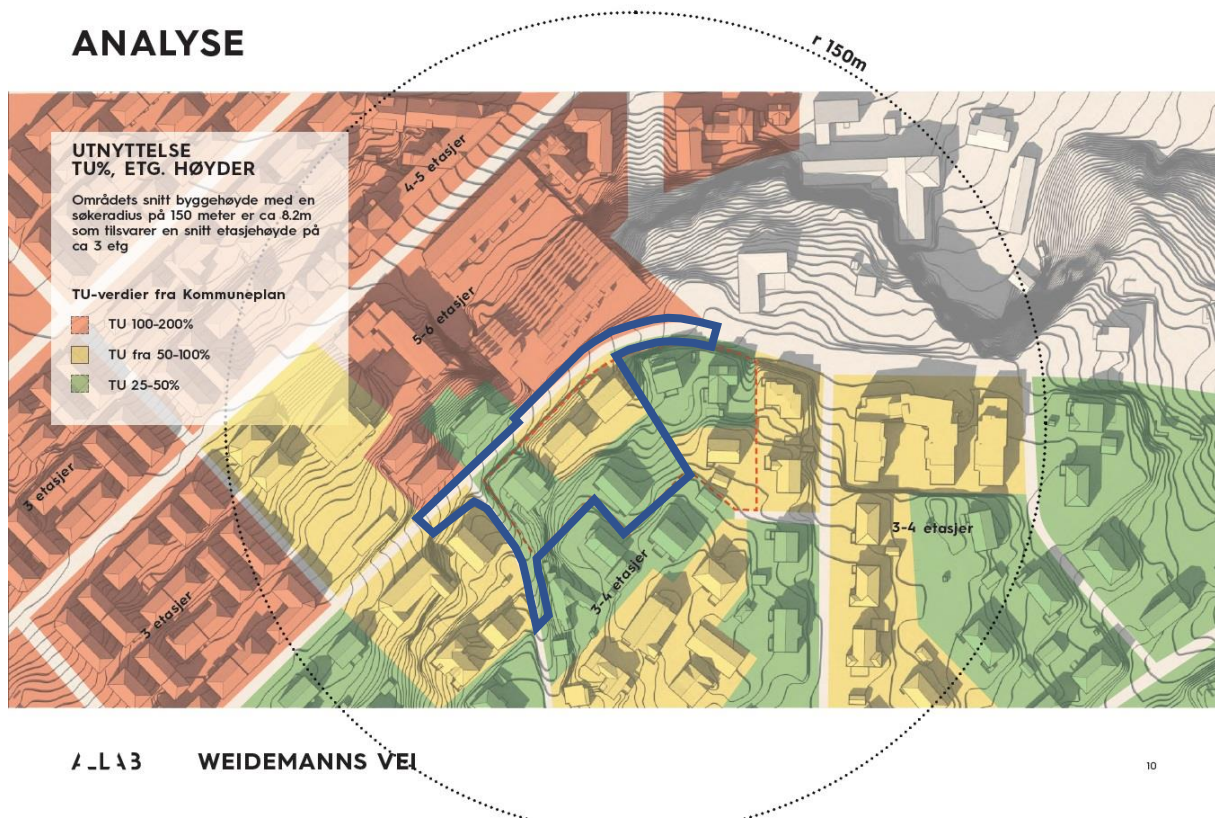 ANALYSE
r 150m
UTNYTTELSE
TU%, ETG. HØYDER
Områdets snitt byggehøyde med en
søkeradius på 150 meter er ca 8.2m
som tilsvarer en snitt etasjehøyde på
ca 3 etg
TU-verdier fra Kommuneplan
TU 100-200%
TU fra 50-100%
TU 25-50%
4-5 etasjer
5-6 etasjer
3 etasjer
3 etasjer
3-4 etasjer
3-4 etasjer
WEIDEMANNS VEI
10